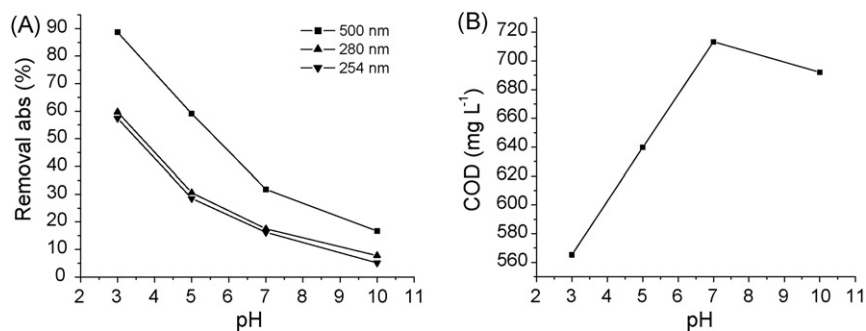 (A)
Removal abs (%)
90
80
70
60
50
40
30
20
10
0
2 3 4 5 6 7 8 9 10 11
pH
500 nm
280 nm
254 nm
(B)
COD (mg L⁻¹)
720
700
680
660
640
620
600
580
560
2 3 4 5 6 7 8 9 10 11
pH